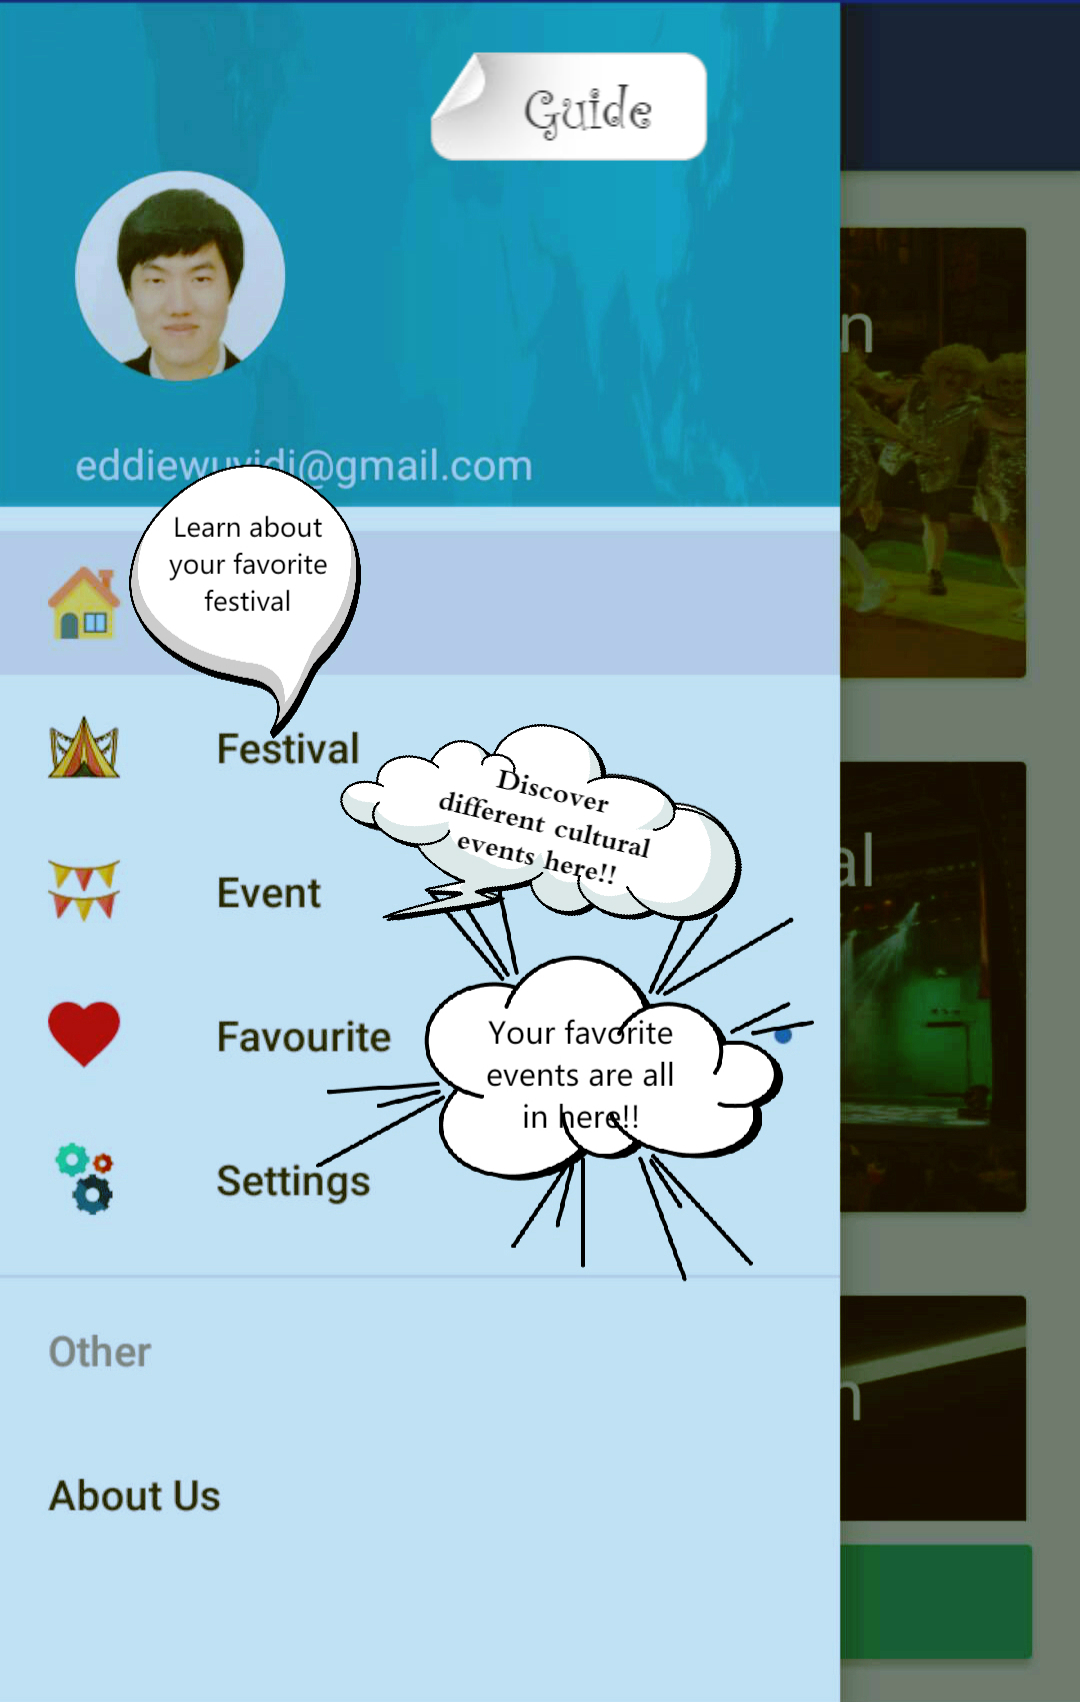 Guide
n
eddiewuyidi@gmail.com
Learn about
your favorite
festival
Festival
Discover
different cultural
events here!!
al
Event
Your favorite
events are all
in here!!
Favourite
Settings
Other
n
About Us